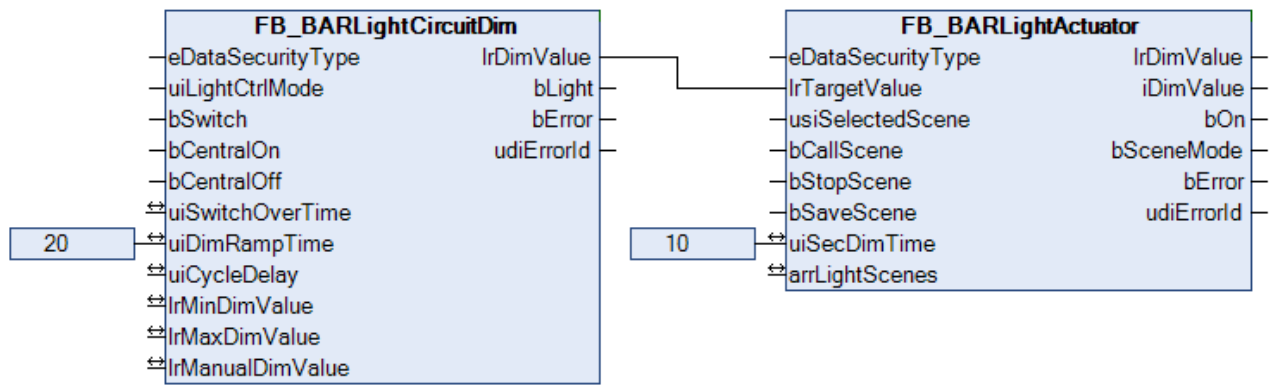 FB_BARLightCircuitDim
eDataSecurityType lrDimValue
uiLightCtrlMode bLight
bSwitch bError
bCentralOn udiErrorId
bCentralOff
uiSwitchOverTime
20 uiDimRampTime
uiCycleDelay
lrMinDimValue
lrMaxDimValue
lrManualDimValue
FB_BARLightActuator
eDataSecurityType lrDimValue
lrTargetValue iDimValue
usiSelectedScene bOn
bCallScene bSceneMode
bStopScene bError
bSaveScene udiErrorId
10 uiSecDimTime
arrLightScenes